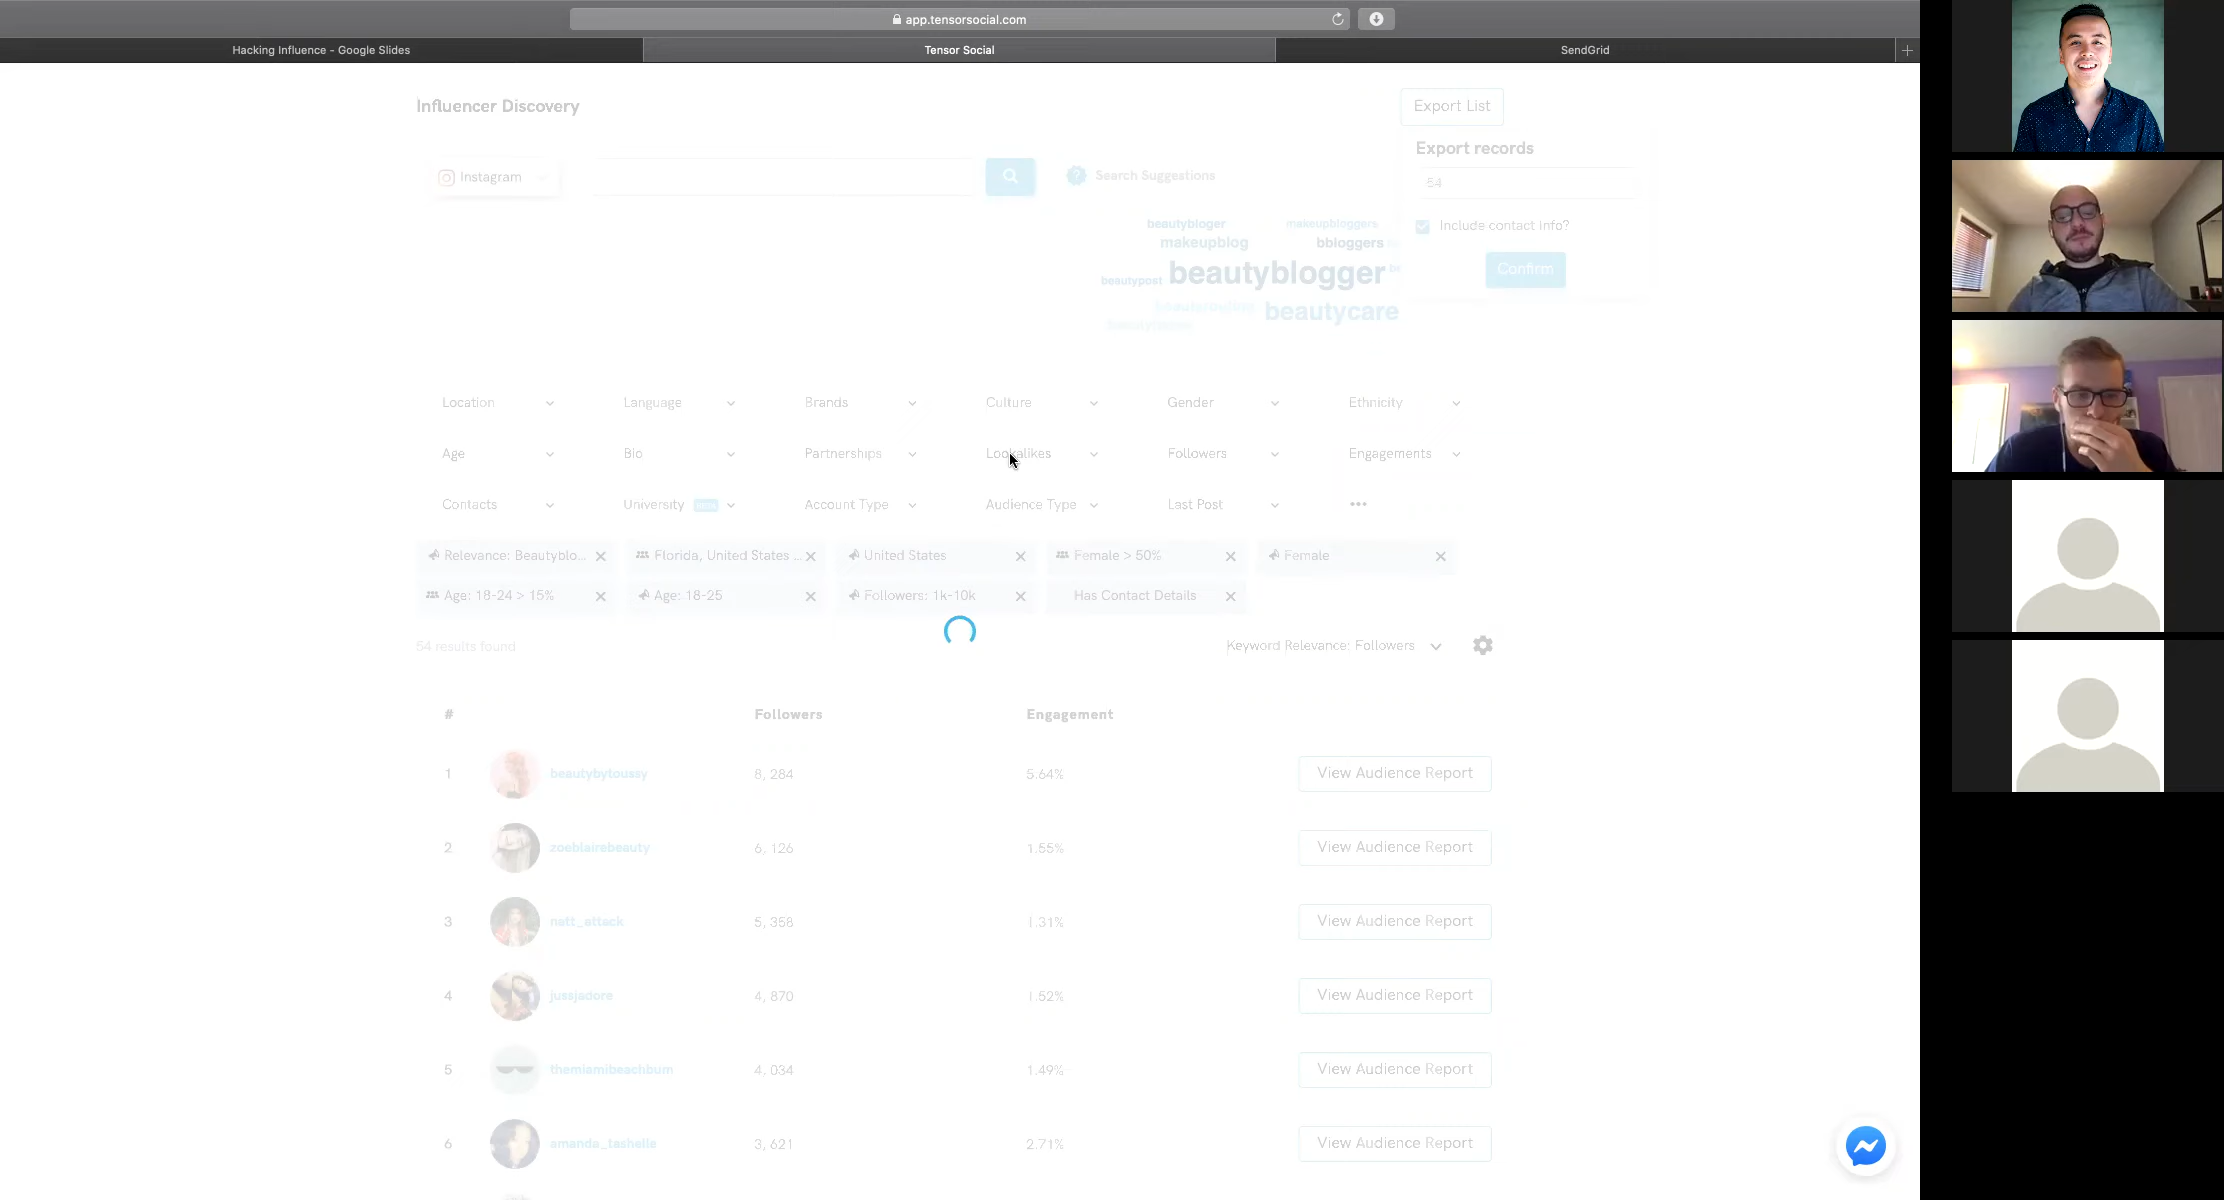 app.tensorsocial.com
Hacking Influence - Google Slides
Tensor Social
SendGrid
Influencer Discovery
Export List
Export records
54
Include contact info?
Confirm
Instagram
Search Suggestions
beautybloger
makeupbloggers
makeupblog
bbloggers
beautyblogger
beautypost
beautycare
Location Language Brands Culture Gender Ethnicity
Age Bio Partnerships Lookalikes Followers Engagements
Contacts University Account Type Audience Type Last Post •••
Relevance: Beautyblo... Florida, United States ... United States Female > 50% Female
Age: 18-24 > 15% Age: 18-25 Followers: 1k-10k Has Contact Details
54 results found
Keyword Relevance: Followers
# Followers Engagement
1 beautybytoussy 8, 284 5.64% View Audience Report
2 zoeblairebeauty 6, 126 1.55% View Audience Report
3 natt_attack 5, 358 1.31% View Audience Report
4 jussjadore 4, 870 1.52% View Audience Report
5 themiamibeachbum 4, 034 1.49% View Audience Report
6 amanda_tashelle 3, 621 2.71% View Audience Report